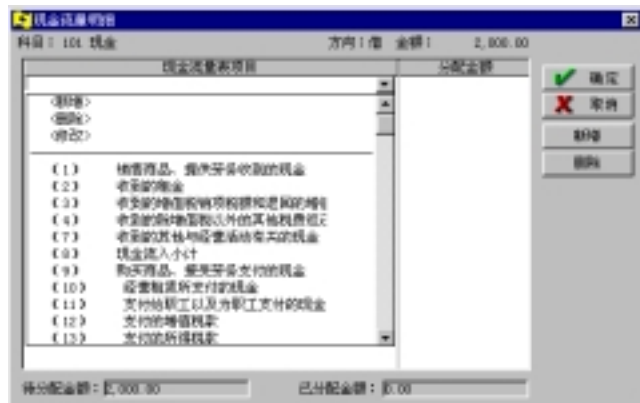 现金流量明细
科目: 101 现金 方向:借 金额: 2,000.00
现金流量表项目 分配金额
<新增>
<删除>
<修改>
(1) 销售商品、提供劳务收到的现金
(2) 收到的租金
(3) 收到的增值税销项税额和退回的增值
(4) 收到的除增值税以外的其他税费返还
(7) 收到的其他与经营活动有关的现金
(8) 现金流入小计
(9) 购买商品、接受劳务支付的现金
(10) 经营租赁所支付的现金
(11) 支付给职工以及为职工支付的现金
(12) 支付的增值税款
(13) 支付的所得税款
确定
取消
新增
删除
待分配金额: 2,000.00 已分配金额: 0.00